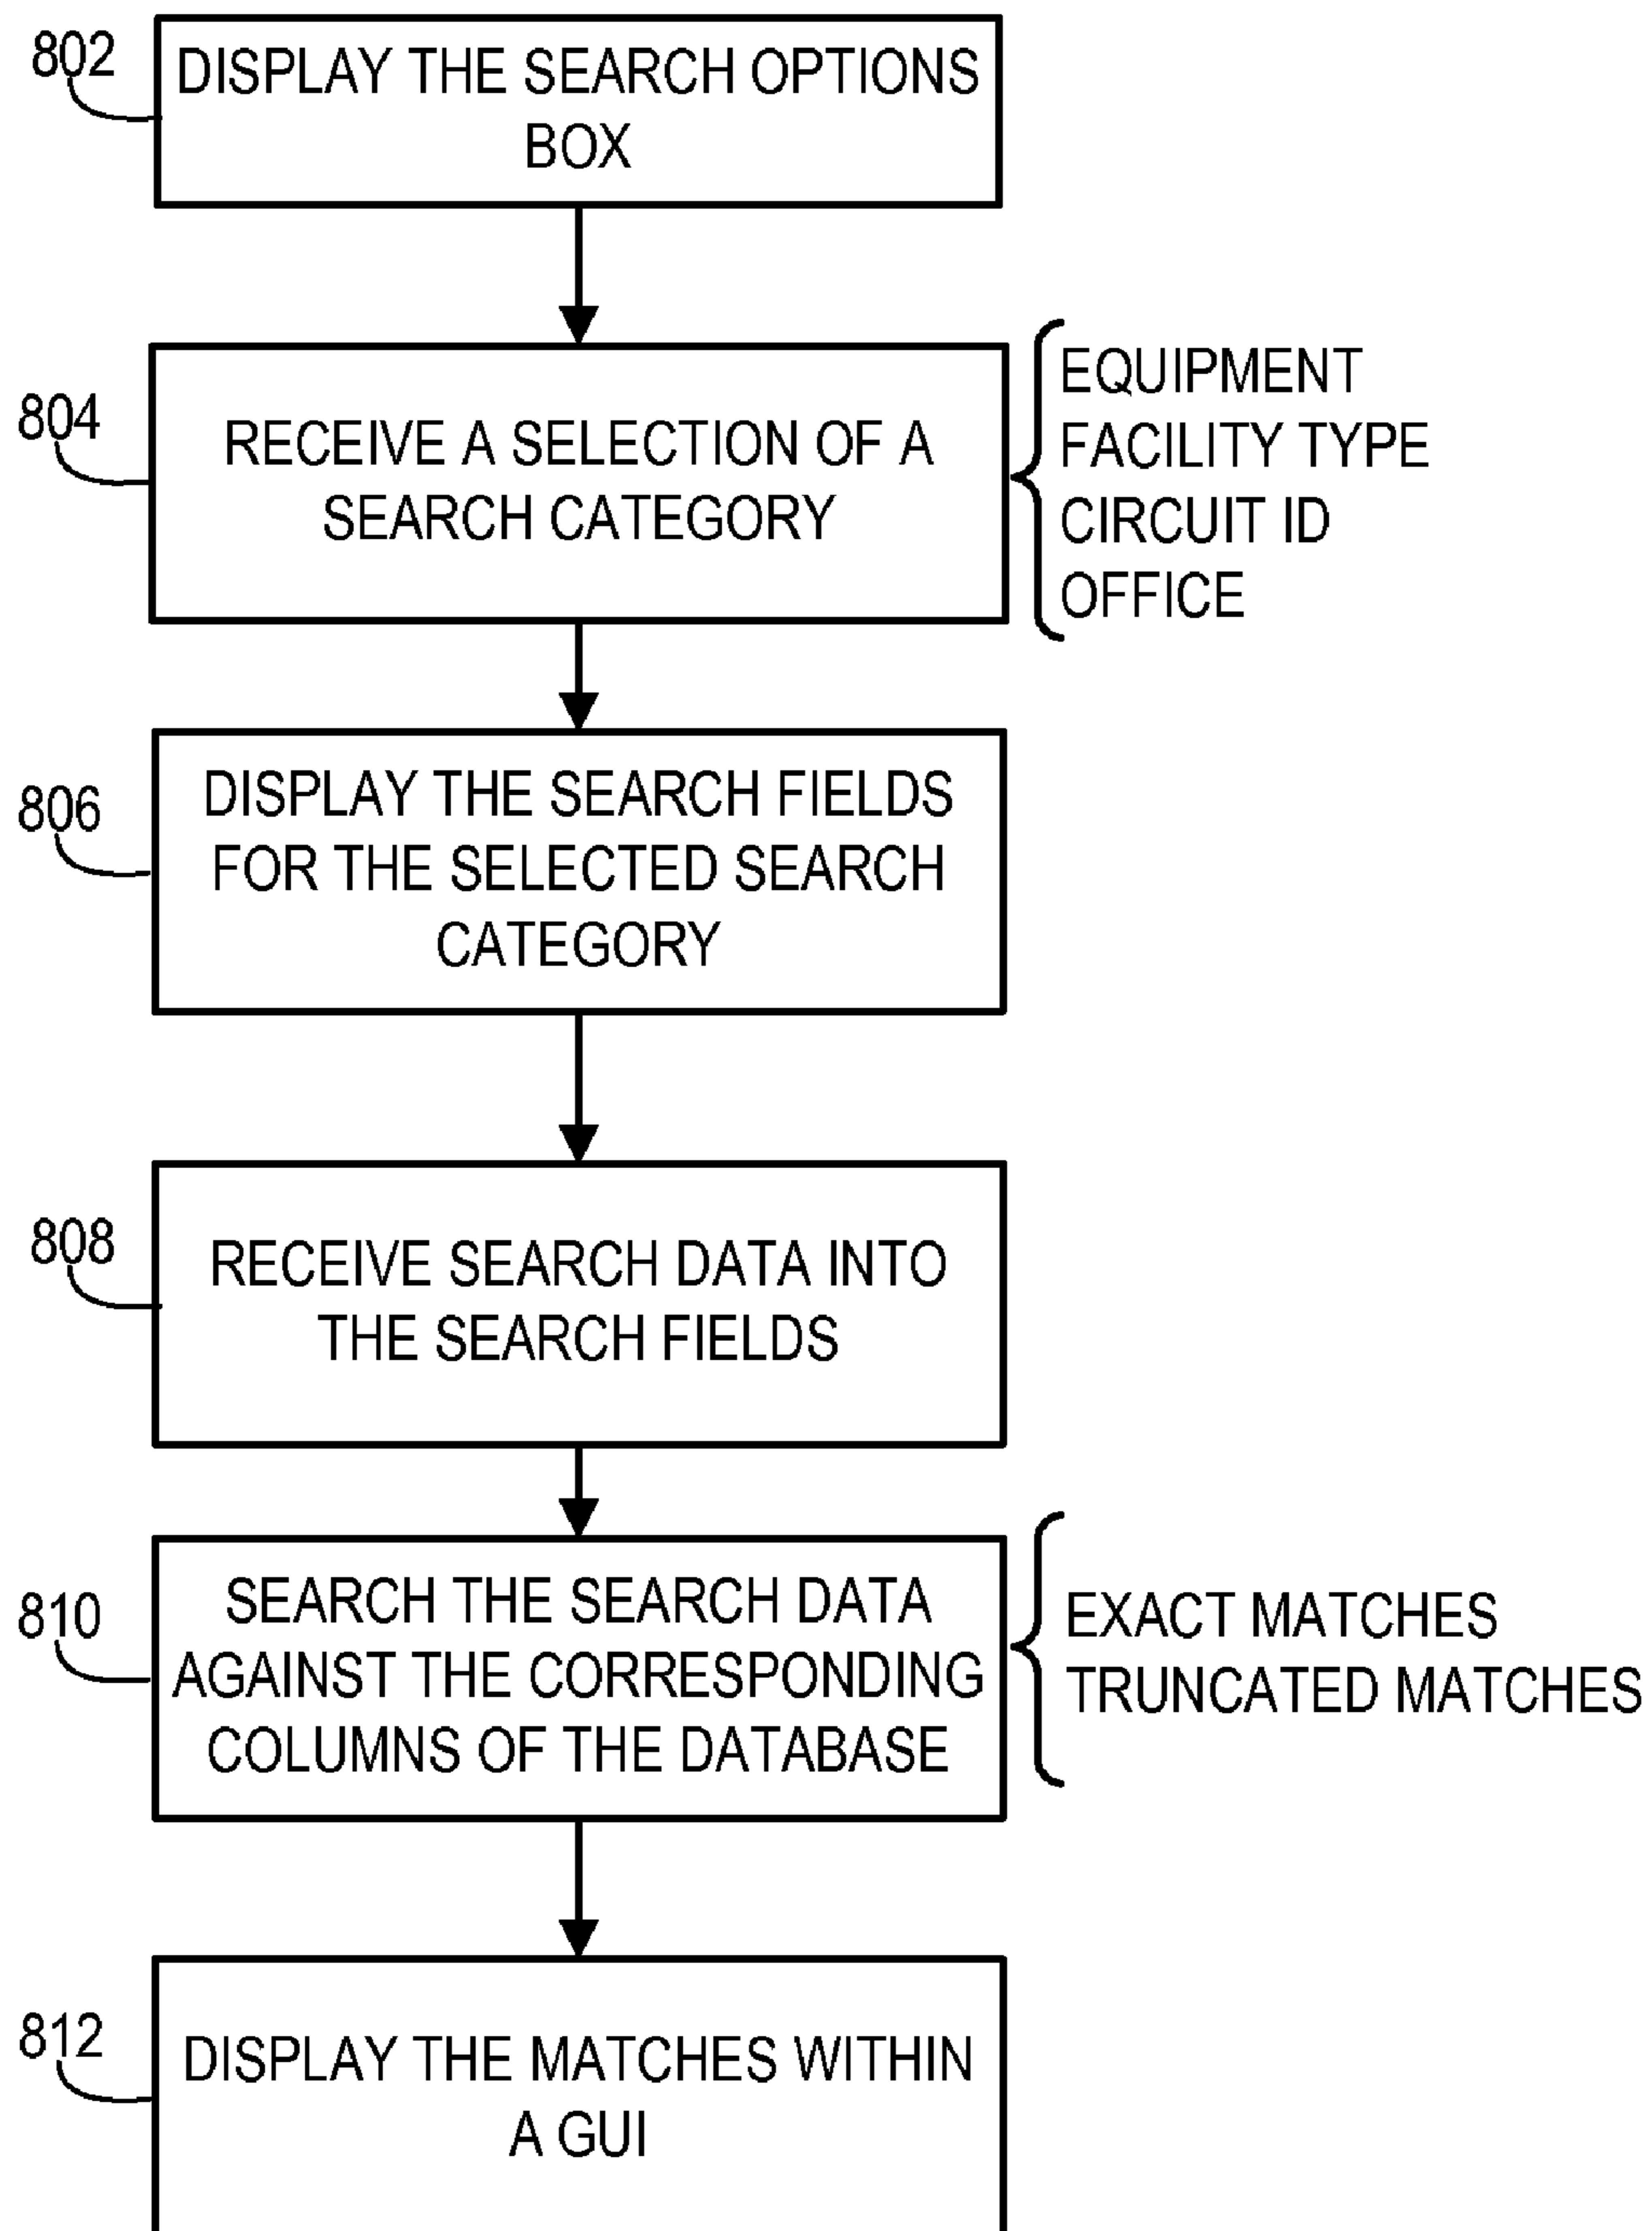 802
DISPLAY THE SEARCH OPTIONS
BOX
804
RECEIVE A SELECTION OF A
SEARCH CATEGORY
EQUIPMENT
FACILITY TYPE
CIRCUIT ID
OFFICE
806
DISPLAY THE SEARCH FIELDS
FOR THE SELECTED SEARCH
CATEGORY
808
RECEIVE SEARCH DATA INTO
THE SEARCH FIELDS
810
SEARCH THE SEARCH DATA
AGAINST THE CORRESPONDING
COLUMNS OF THE DATABASE
EXACT MATCHES
TRUNCATED MATCHES
812
DISPLAY THE MATCHES WITHIN
A GUI